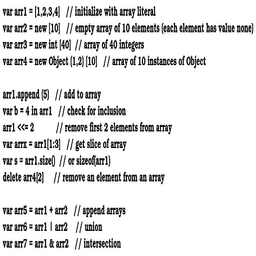 var arr1 = [1,2,3,4]   // initialize with array literal
var arr2 = new [10]   // empty array of 10 elements (each element has value none)
var arr3 = new int [40]  // array of 40 integers
var arr4 = new Object (1,2) [10]   // array of 10 instances of Object
arr1.append (5)   // add to array
var b = 4 in arr1   // check for inclusion
arr1 <<= 2         // remove first 2 elements from array
var arrx = arr1[1:3]   // get slice of array
var s = arr1.size()  // or sizeof(arr1)
delete arr4[2]    // remove an element from an array
var arr5 = arr1 + arr2   // append arrays
var arr6 = arr1 | arr2    // union
var arr7 = arr1 & arr2   // intersection